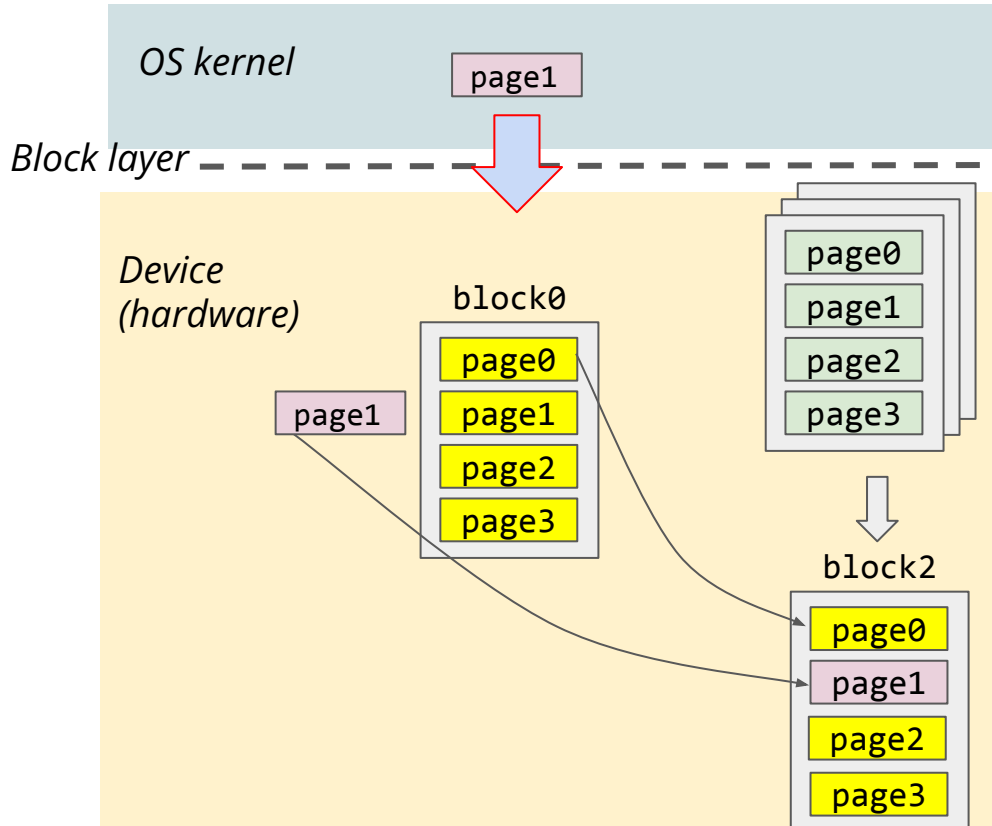 OS kernel
page1
Block layer
Device
(hardware)
block0
page0
page1
page2
page3
page1
page0
page1
page2
page3
block2
page0
page1
page2
page3